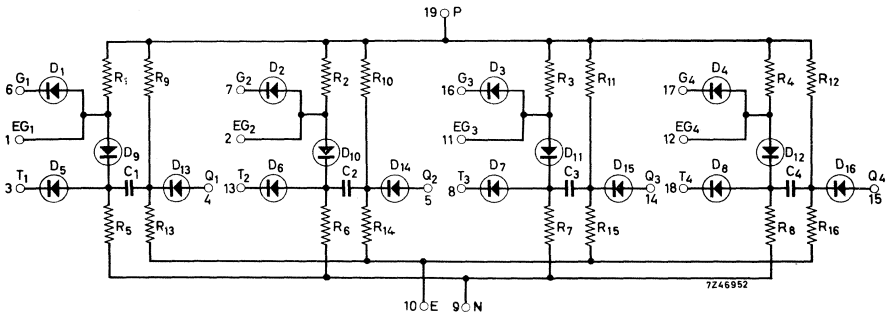 19 P
G1 D1 R1 R9 G2 D2 R2 R10 G3 D3 R3 R11 G4 D4 R4 R12
6 7 16 17
EG1 EG2 EG3 EG4
1 2 11 12
D9 D10 D11 D12
T1 D5 C1 D13 Q1 T2 D6 C2 D14 Q2 T3 D7 C3 D15 Q3 T4 D8 C4 D16 Q4
3 4 13 5 8 14 18 15
R5 R13 R6 R14 R7 R15 R8 R16
7Z46952
10 E 9 N